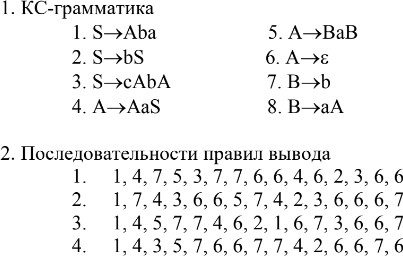 1. КС-грамматика
1. S→Aba 5. A→BaB
2. S→bS 6. A→ε
3. S→cAbA 7. B→b
4. A→AaS 8. B→aA
2. Последовательности правил вывода
1. 1, 4, 7, 5, 3, 7, 7, 6, 6, 4, 6, 2, 3, 6, 6
2. 1, 7, 4, 3, 6, 6, 5, 7, 4, 2, 3, 6, 6, 6, 7
3. 1, 4, 5, 7, 7, 4, 6, 2, 1, 6, 7, 3, 6, 6, 7
4. 1, 4, 3, 5, 7, 6, 6, 7, 7, 4, 2, 6, 6, 7, 6